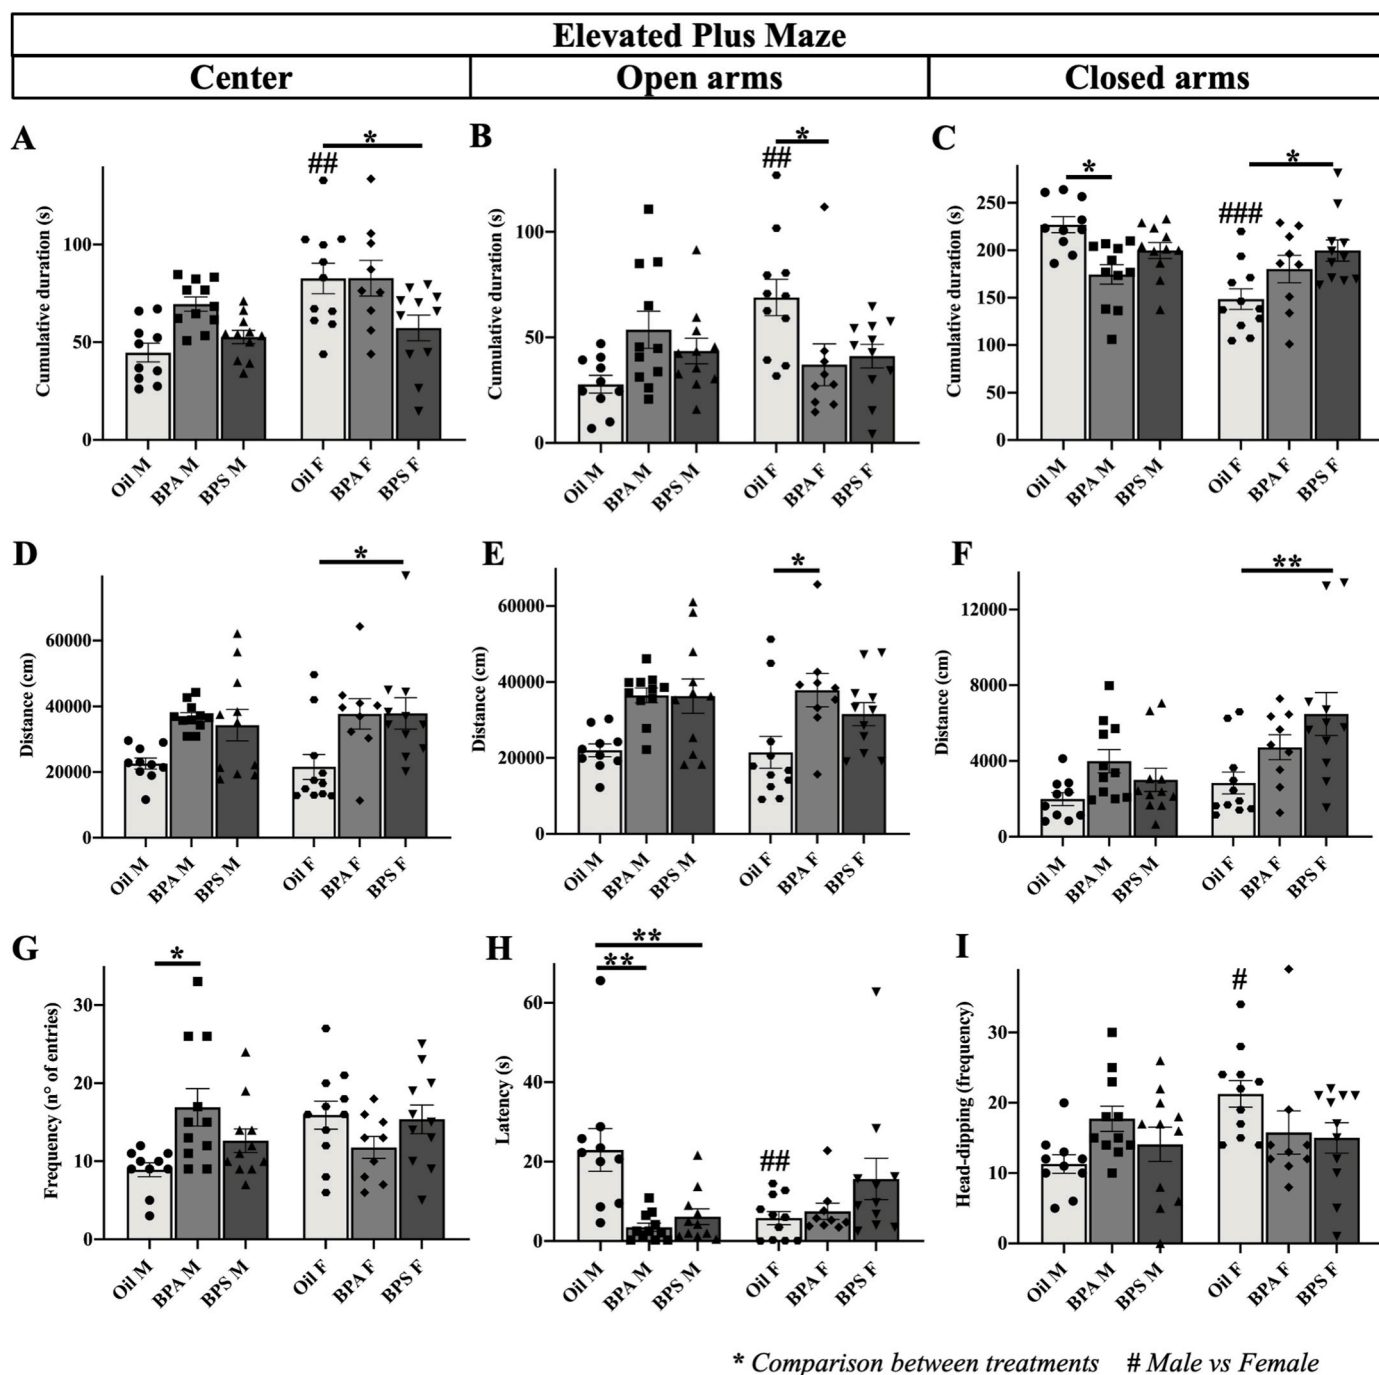 Elevated Plus Maze
Center Open arms Closed arms
A
Cumulative duration (s)
100
50
0
##
*
Oil M BPA M BPS M Oil F BPA F BPS F
B
Cumulative duration (s)
100
50
0
##
*
Oil M BPA M BPS M Oil F BPA F BPS F
C
Cumulative duration (s)
250
200
150
100
50
0
*
###
*
Oil M BPA M BPS M Oil F BPA F BPS F
D
Distance (cm)
60000
40000
20000
0
*
Oil M BPA M BPS M Oil F BPA F BPS F
E
Distance (cm)
60000
40000
20000
0
*
Oil M BPA M BPS M Oil F BPA F BPS F
F
Distance (cm)
12000
8000
4000
0
**
Oil M BPA M BPS M Oil F BPA F BPS F
G
Frequency (n° of entries)
30
20
10
0
*
Oil M BPA M BPS M Oil F BPA F BPS F
H
Latency (s)
60
40
20
0
**
**
##
Oil M BPA M BPS M Oil F BPA F BPS F
I
Head-dipping (frequency)
30
20
10
0
#
Oil M BPA M BPS M Oil F BPA F BPS F
* Comparison between treatments # Male vs Female